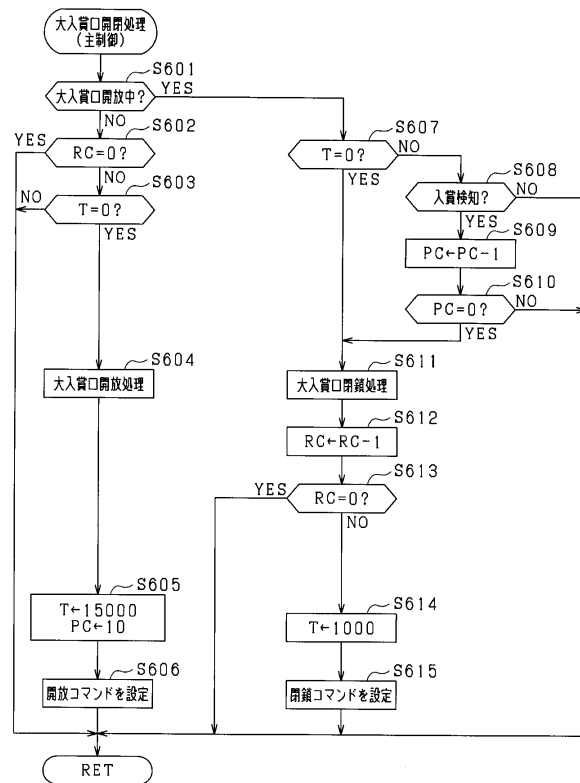 大入賞口開閉処理
(主制御)
S601
大入賞口開放中?
YES
NO
S602
YES
RC=0?
NO
S603
NO
T=0?
YES
S607
T=0?
NO
YES
S608
入賞検知?
NO
YES
S609
PC←PC-1
S610
PC=0?
NO
YES
S604
大入賞口開放処理
S611
大入賞口閉鎖処理
S612
RC←RC-1
S613
YES
RC=0?
NO
S605
T←15000
PC←10
S614
T←1000
S606
開放コマンドを設定
S615
閉鎖コマンドを設定
RET